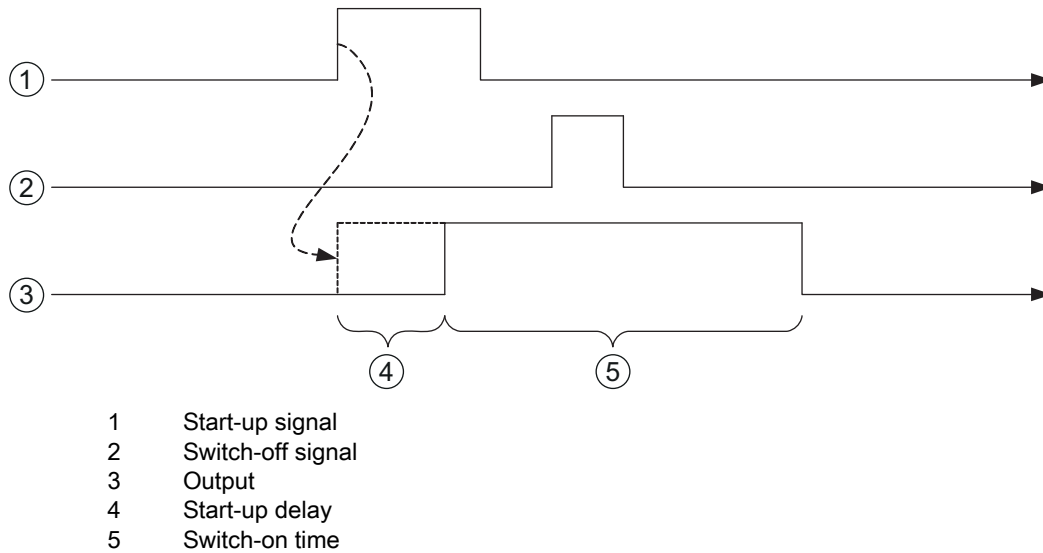 1
2
3
4 5
1 Start-up signal
2 Switch-off signal
3 Output
4 Start-up delay
5 Switch-on time